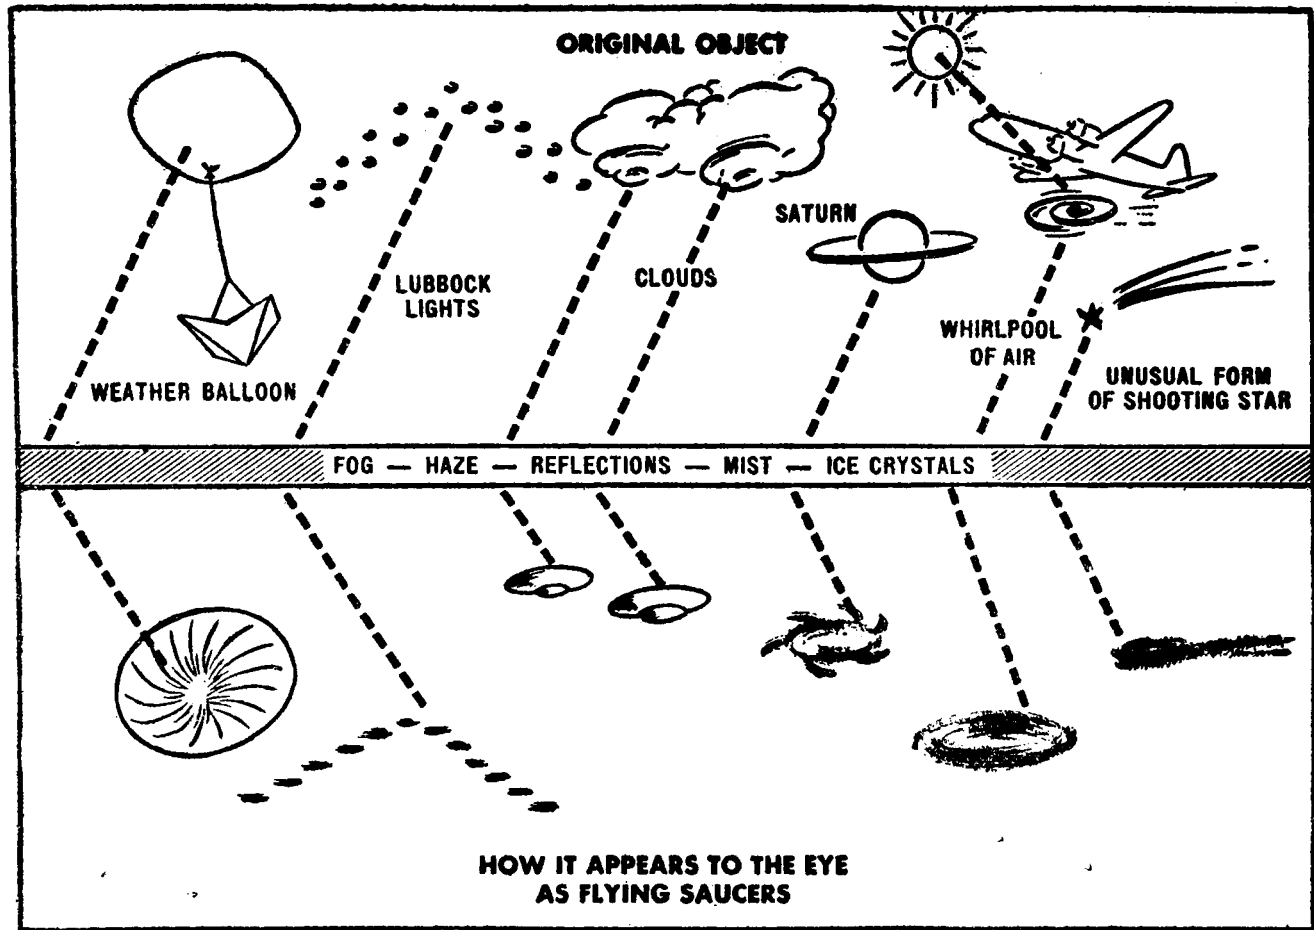 ORIGINAL OBJECT
SATURN
LUBBOCK
LIGHTS
CLOUDS
WHIRLPOOL
OF AIR
WEATHER BALLOON
UNUSUAL FORM
OF SHOOTING STAR
FOG — HAZE — REFLECTIONS — MIST — ICE CRYSTALS
HOW IT APPEARS TO THE EYE
AS FLYING SAUCERS